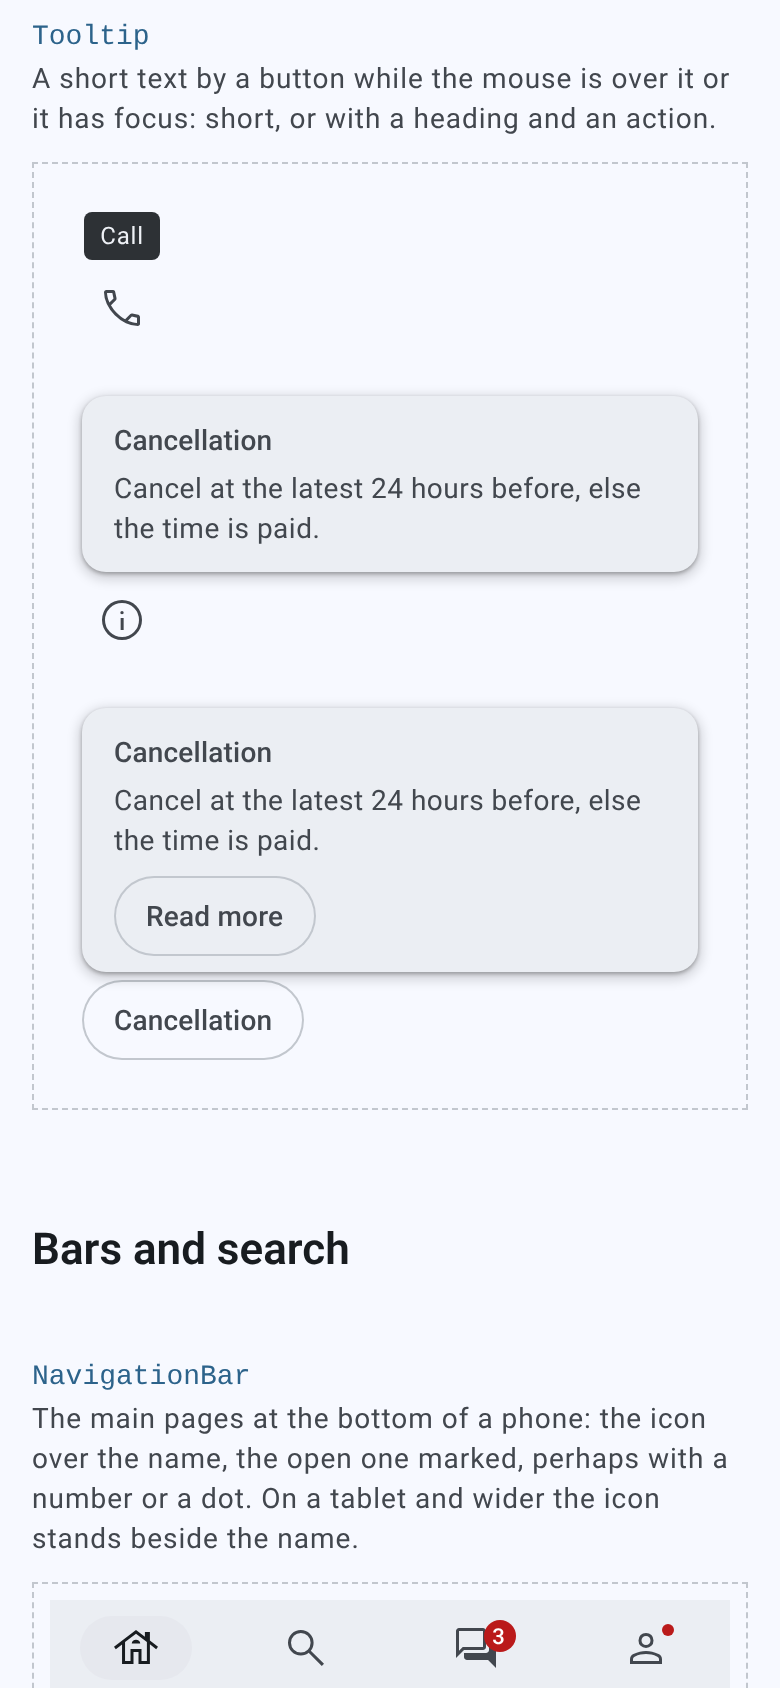 Tooltip
A short text by a button while the mouse is over it or
it has focus: short, or with a heading and an action.
Call
Cancellation
Cancel at the latest 24 hours before, else
the time is paid.
Cancellation
Cancel at the latest 24 hours before, else
the time is paid.
Read more
Cancellation
Bars and search
NavigationBar
The main pages at the bottom of a phone: the icon
over the name, the open one marked, perhaps with a
number or a dot. On a tablet and wider the icon
stands beside the name.
3